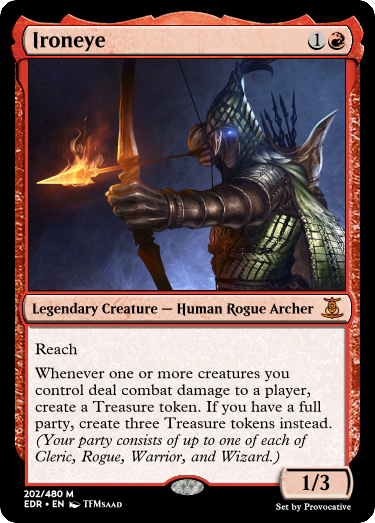 Ironeye 1
Legendary Creature — Human Rogue Archer
Reach
Whenever one or more creatures you
control deal combat damage to a player,
create a Treasure token. If you have a full
party, create three Treasure tokens instead.
(Your party consists of up to one of each of
Cleric, Rogue, Warrior, and Wizard.)
1/3
202/480 M
EDR • EN TFMSAAD
Set by Provocative